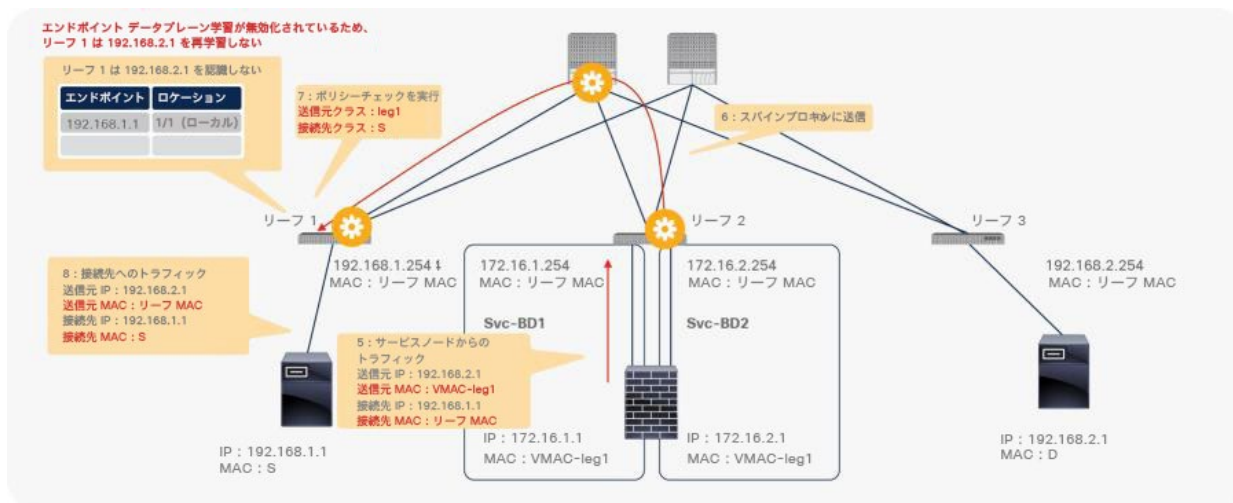 エンドポイント データプレーン学習が無効化されているため、
リーフ 1 は 192.168.2.1 を再学習しない
リーフ 1 は 192.168.2.1 を認識しない
エンドポイント ロケーション
192.168.1.1 1/1（ローカル）
7：ポリシーチェックを実行
送信元クラス：leg1
接続先クラス：S
6：スパインプロキシに送信
リーフ 1
リーフ 2
リーフ 3
192.168.1.254
MAC：リーフ MAC
172.16.1.254
MAC：リーフ MAC
172.16.2.254
MAC：リーフ MAC
192.168.2.254
MAC：リーフ MAC
8：接続先へのトラフィック
送信元 IP：192.168.2.1
送信元 MAC：リーフ MAC
接続先 IP：192.168.1.1
接続先 MAC：S
Svc-BD1
Svc-BD2
5：サービスノードからの
トラフィック
送信元 IP：192.168.2.1
送信元 MAC：VMAC-leg1
接続先 IP：192.168.1.1
接続先 MAC：リーフ MAC
IP：192.168.1.1
MAC：S
IP：172.16.1.1
MAC：VMAC-leg1
IP：172.16.2.1
MAC：VMAC-leg1
IP：192.168.2.1
MAC：D